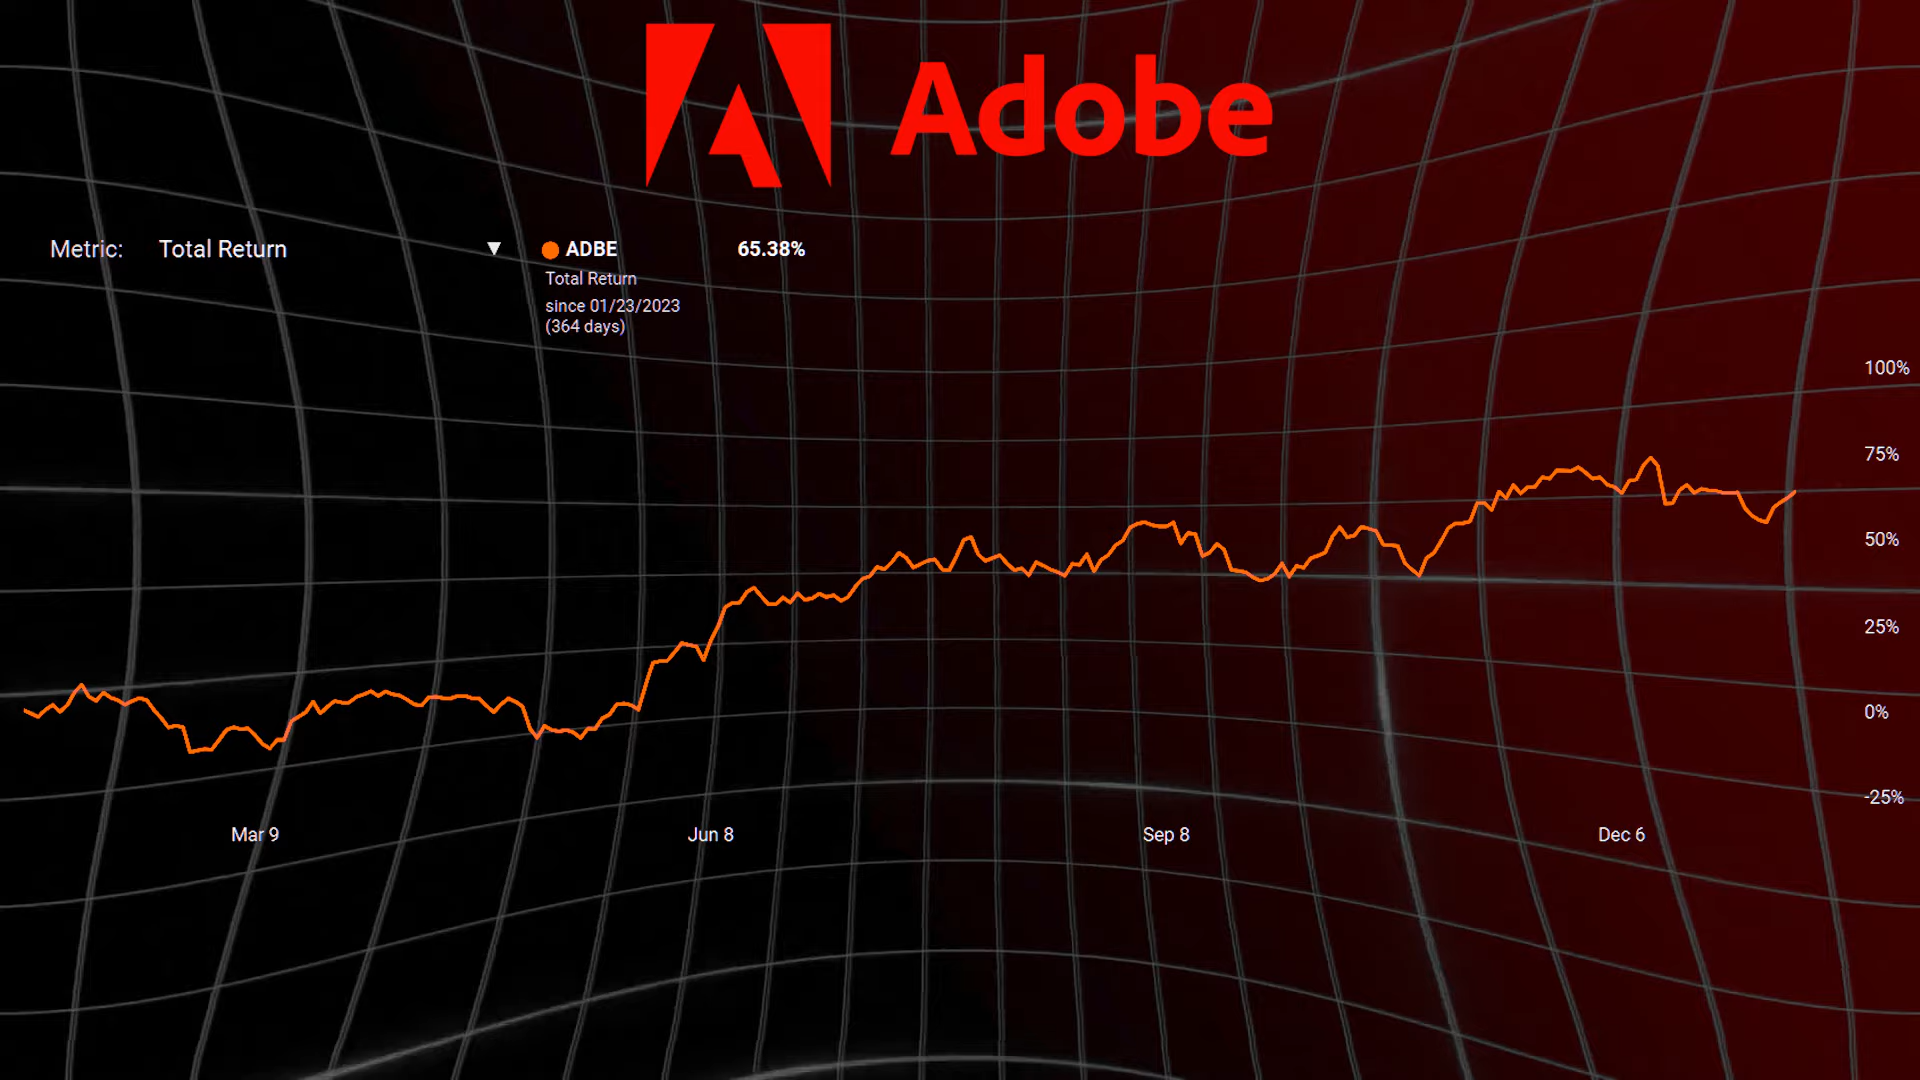 Adobe
Metric: Total Return ▼ ADBE 65.38%
Total Return
since 01/23/2023
(364 days)
100%
75%
50%
25%
0%
-25%
Mar 9 Jun 8 Sep 8 Dec 6